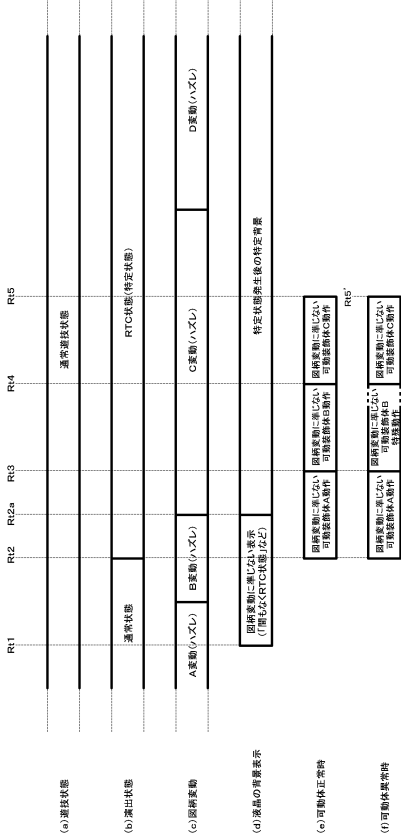 Rt1
Rt2
Rt2a
Rt3
Rt4
Rt5
(a)遊技状態
通常遊技状態
(b)演出状態
通常状態
RTC状態(特定状態)
(c)図柄変動
A変動(ハズレ)
B変動(ハズレ)
C変動(ハズレ)
D変動(ハズレ)
(d)液晶の背景表示
図柄変動に準じない表示
(「間もなくRTC状態」など)
特定状態発生後の特定背景
(e)可動体正常時
図柄変動に準じない
可動装飾体A動作
図柄変動に準じない
可動装飾体B動作
図柄変動に準じない
可動装飾体C動作
Rt5'
(f)可動体異常時
図柄変動に準じない
可動装飾体A動作
図柄変動に準じない
可動装飾体B
特殊動作
図柄変動に準じない
可動装飾体C動作